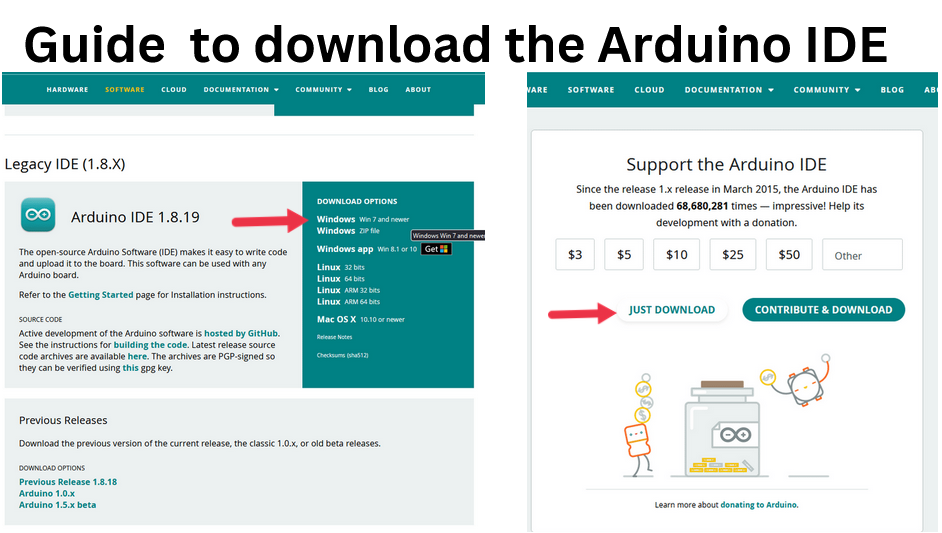 Guide to download the Arduino IDE
HARDWARE SOFTWARE CLOUD DOCUMENTATION COMMUNITY BLOG ABOUT
Legacy IDE (1.8.X)
Arduino IDE 1.8.19
The open-source Arduino Software (IDE) makes it easy to write code
and upload it to the board. This software can be used with any
Arduino board.
Refer to the Getting Started page for Installation instructions.
SOURCE CODE
Active development of the Arduino software is hosted by GitHub.
See the instructions for building the code. Latest release source
code archives are available here. The archives are PGP-signed so
they can be verified using this gpg key.
DOWNLOAD OPTIONS
Windows Win 7 and newer
Windows ZIP file
Windows Win 7 and newe
Windows app Win 8.1 or 10 Get
Linux 32 bits
Linux 64 bits
Linux ARM 32 bits
Linux ARM 64 bits
Mac OS X 10.10 or newer
Release Notes
Checksums (sha512)
Previous Releases
Download the previous version of the current release, the classic 1.0.x, or old beta releases.
DOWNLOAD OPTIONS
Previous Release 1.8.18
Arduino 1.0.x
Arduino 1.5.x beta
WARE SOFTWARE CLOUD DOCUMENTATION COMMUNITY BLOG AB
Support the Arduino IDE
Since the release 1.x release in March 2015, the Arduino IDE has
been downloaded 68,680,281 times — impressive! Help its
development with a donation.
$3 $5 $10 $25 $50 Other
JUST DOWNLOAD CONTRIBUTE & DOWNLOAD
Learn more about donating to Arduino.